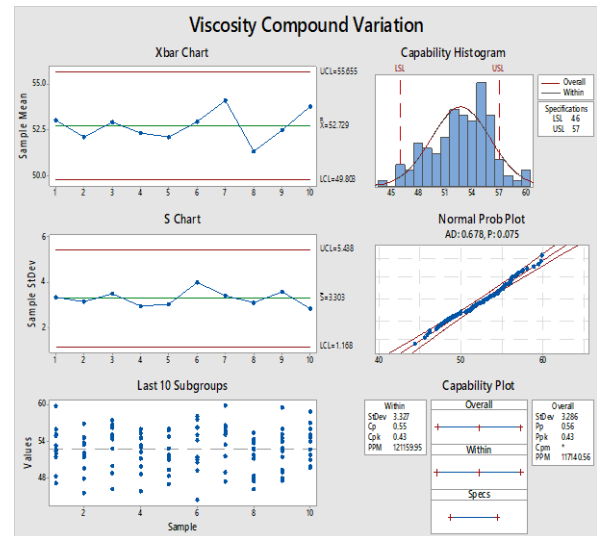 Viscosity Compound Variation
Xbar Chart
Sample Mean
55.0
52.5
50.0
UCL=55.655
X=52.729
LCL=49.803
1 2 3 4 5 6 7 8 9 10
Capability Histogram
LSL USL
45 48 51 54 57 60
Overall
Within
Specifications
LSL 46
USL 57
S Chart
Sample StDev
6
4
2
UCL=5.438
S=3.303
LCL=1.168
1 2 3 4 5 6 7 8 9 10
Normal Prob Plot
AD: 0.678, P: 0.075
40 50 60
Last 10 Subgroups
Values
60
54
48
2 4 6 8 10
Sample
Capability Plot
Within
StDev 3.327
Cp 0.55
Cpk 0.43
PPM 121159.95
Overall
Within
Specs
Overall
StDev 3.286
Pp 0.56
Ppk 0.43
Cpm *
PPM 117140.56